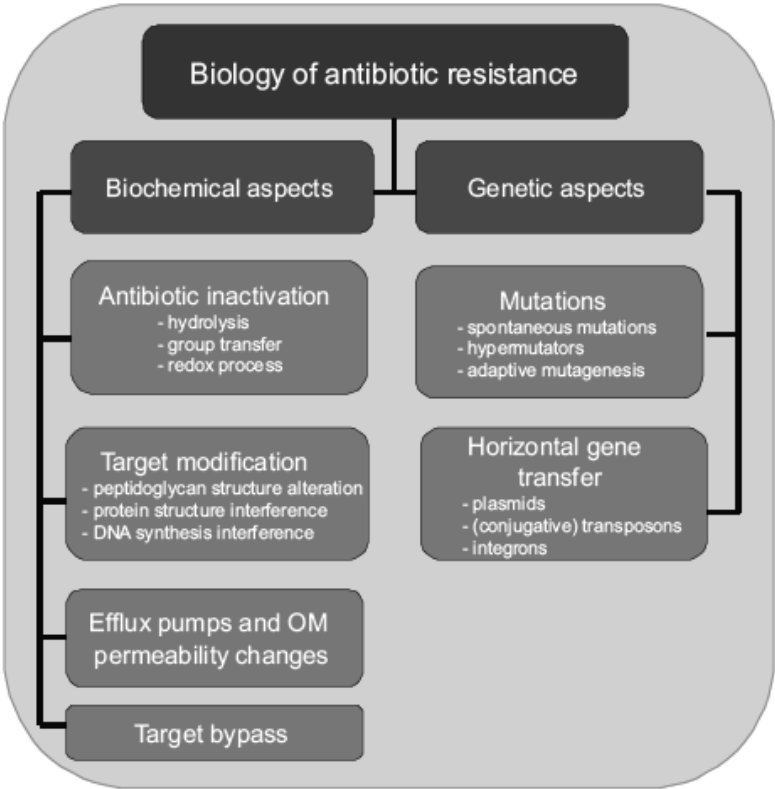 Biology of antibiotic resistance
Biochemical aspects
Antibiotic inactivation
- hydrolysis
- group transfer
- redox process
Target modification
- peptidoglycan structure alteration
- protein structure interference
- DNA synthesis interference
Efflux pumps and OM
permeability changes
Target bypass
Genetic aspects
Mutations
- spontaneous mutations
- hypermutators
- adaptive mutagenesis
Horizontal gene
transfer
- plasmids
- (conjugative) transposons
- integrons